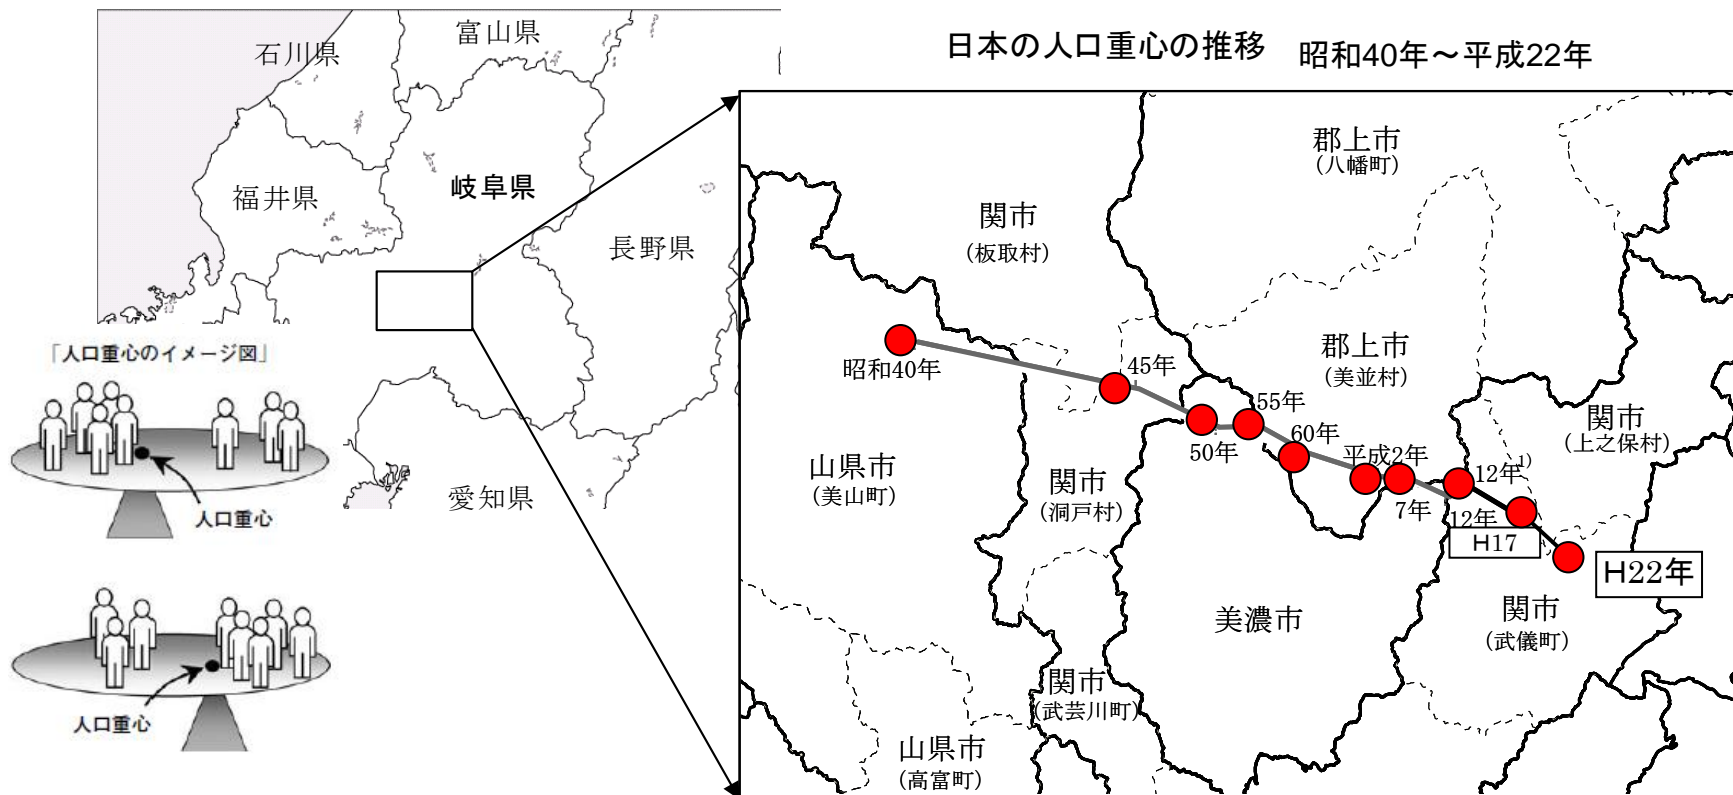 日本の人口重心の推移 昭和40年～平成22年
石川県
富山県
福井県
岐阜県
長野県
愛知県
「人口重心のイメージ図」
人口重心
人口重心
郡上市
（八幡町）
関市
（板取村）
郡上市
（美並村）
関市
（上之保村）
山県市
（美山町）
関市
（洞戸村）
美濃市
関市
（武儀町）
関市
（武芸川町）
山県市
（高富町）
昭和40年
45年
50年
55年
60年
平成2年
7年
12年1)
12年
H17
H22年